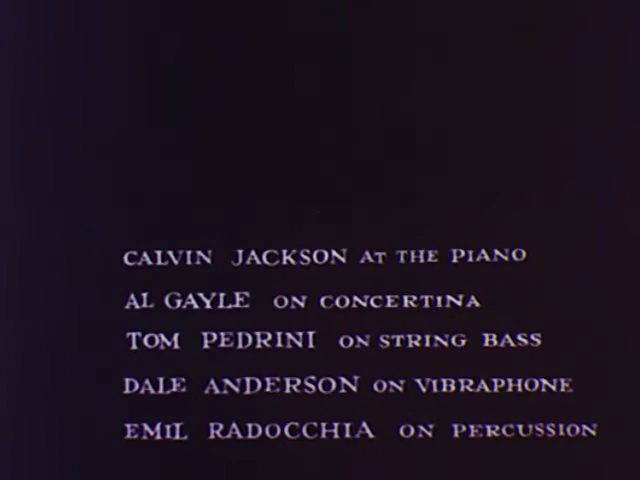 CALVIN JACKSON AT THE PIANO
AL GAYLE ON CONCERTINA
TOM PEDRINI ON STRING BASS
DALE ANDERSON ON VIBRAPHONE
EMIL RADOCCHIA ON PERCUSSION